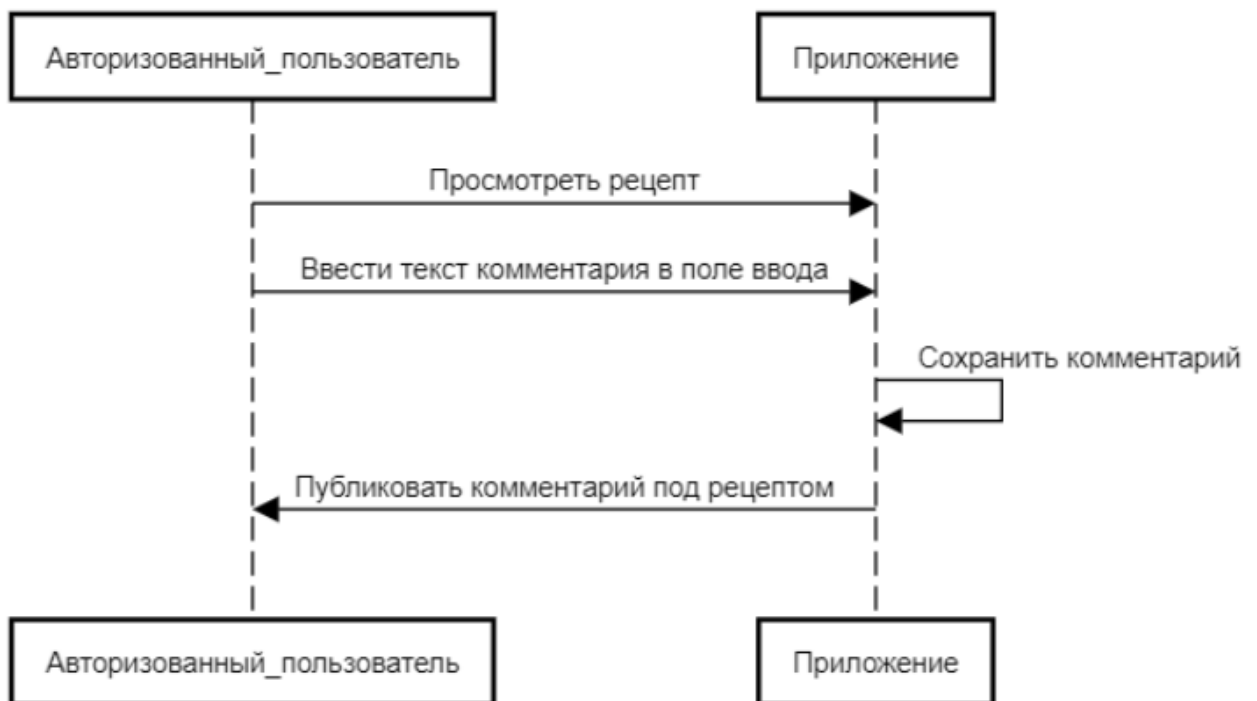 Авторизованный_пользователь
Приложение
Просмотреть рецепт
Ввести текст комментария в поле ввода
Сохранить комментарий
Публиковать комментарий под рецептом
Авторизованный_пользователь
Приложение